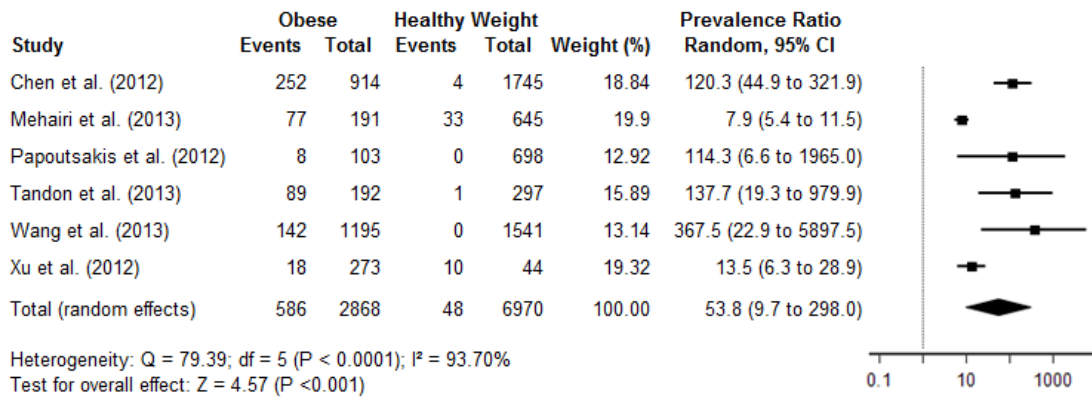 Obese Healthy Weight Prevalence Ratio
Study Events Total Events Total Weight (%) Random, 95% CI
Chen et al. (2012) 252 914 4 1745 18.84 120.3 (44.9 to 321.9)
Mehairi et al. (2013) 77 191 33 645 19.9 7.9 (5.4 to 11.5)
Papoutsakis et al. (2012) 8 103 0 698 12.92 114.3 (6.6 to 1965.0)
Tandon et al. (2013) 89 192 1 297 15.89 137.7 (19.3 to 979.9)
Wang et al. (2013) 142 1195 0 1541 13.14 367.5 (22.9 to 5897.5)
Xu et al. (2012) 18 273 10 44 19.32 13.5 (6.3 to 28.9)
Total (random effects) 586 2868 48 6970 100.00 53.8 (9.7 to 298.0)
Heterogeneity: Q = 79.39; df = 5 (P < 0.0001); I² = 93.70%
Test for overall effect: Z = 4.57 (P <0.001)
0.1 10 1000